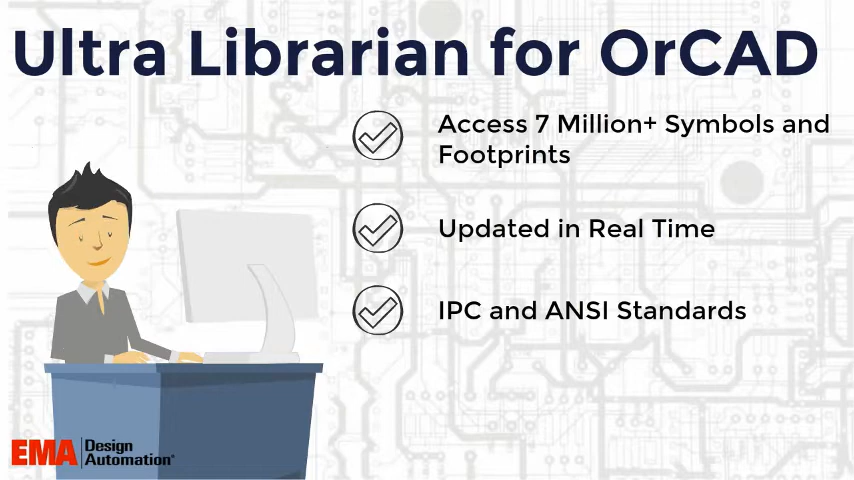 Ultra Librarian for OrCAD
Access 7 Million+ Symbols and
Footprints
Updated in Real Time
IPC and ANSI Standards
EMA Design
Automation®